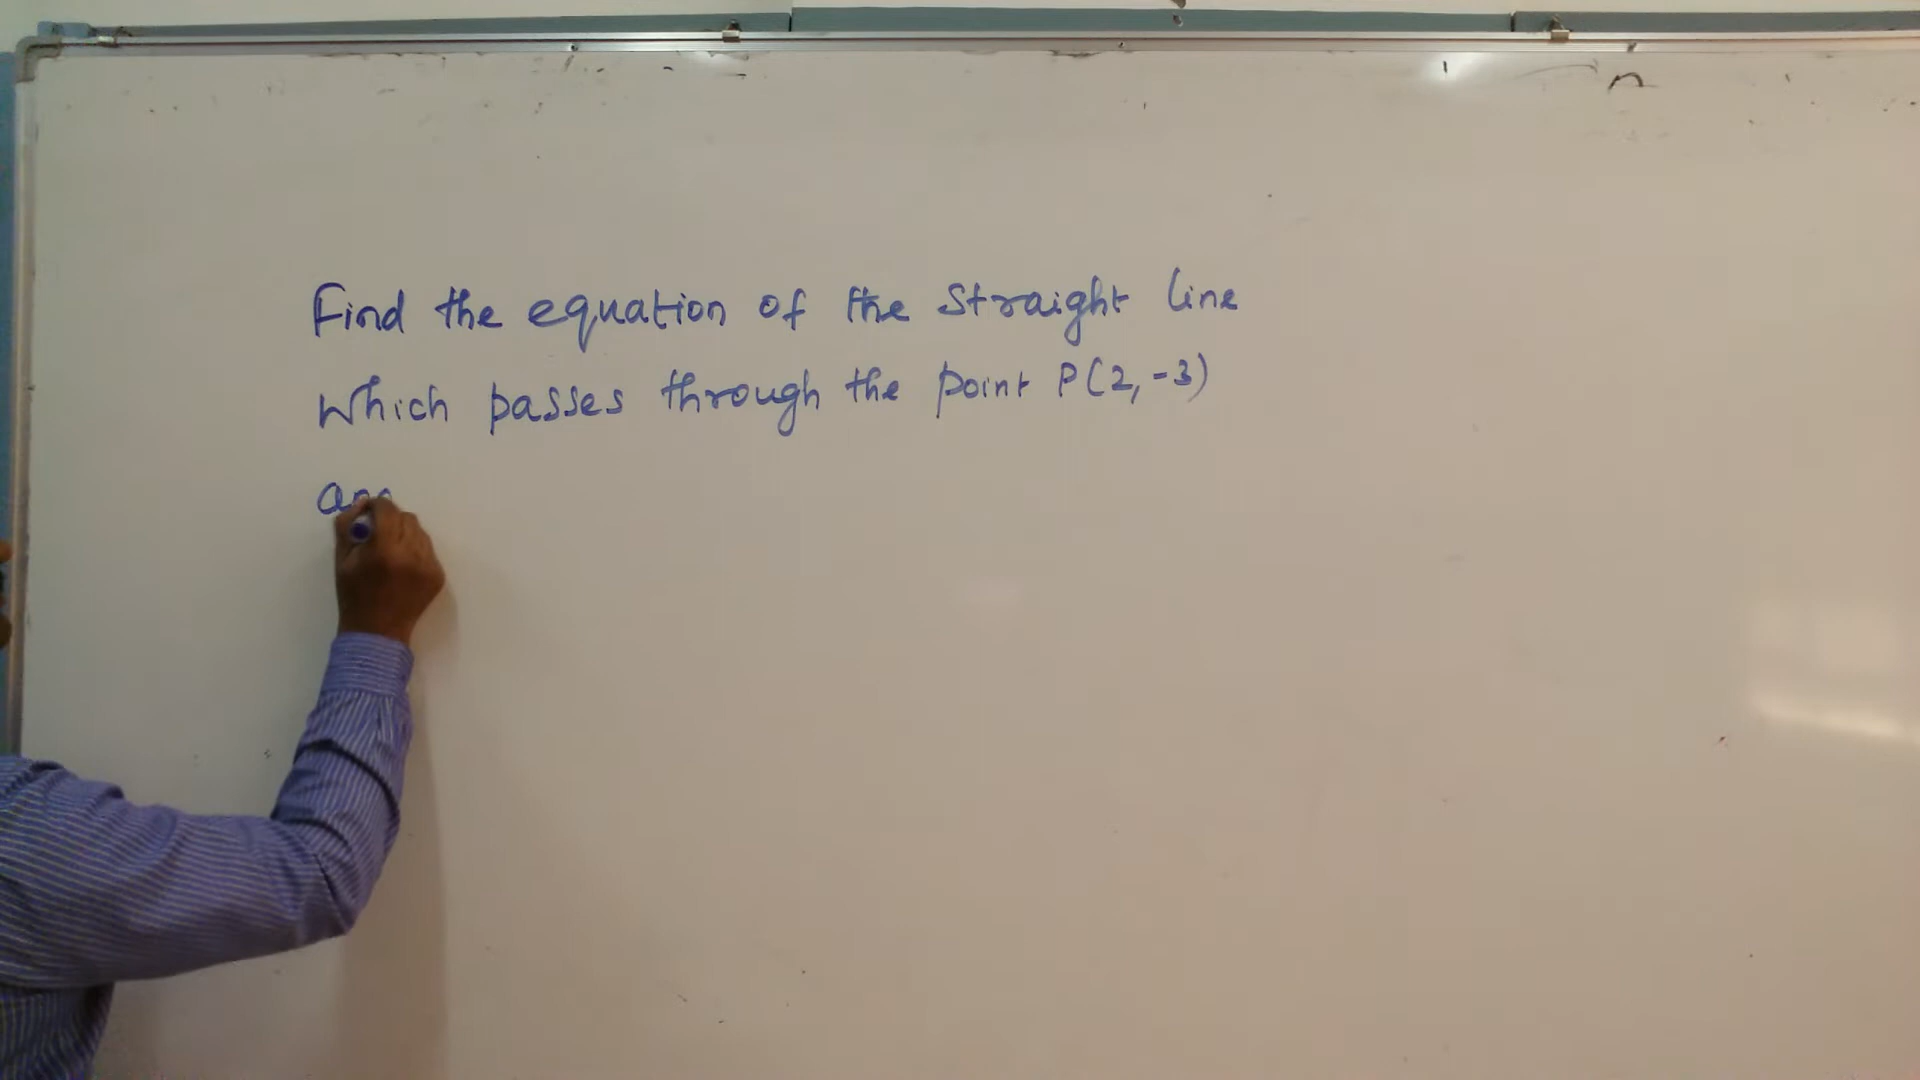 Find the equation of the straight line
Which passes through the point P(2,-3)